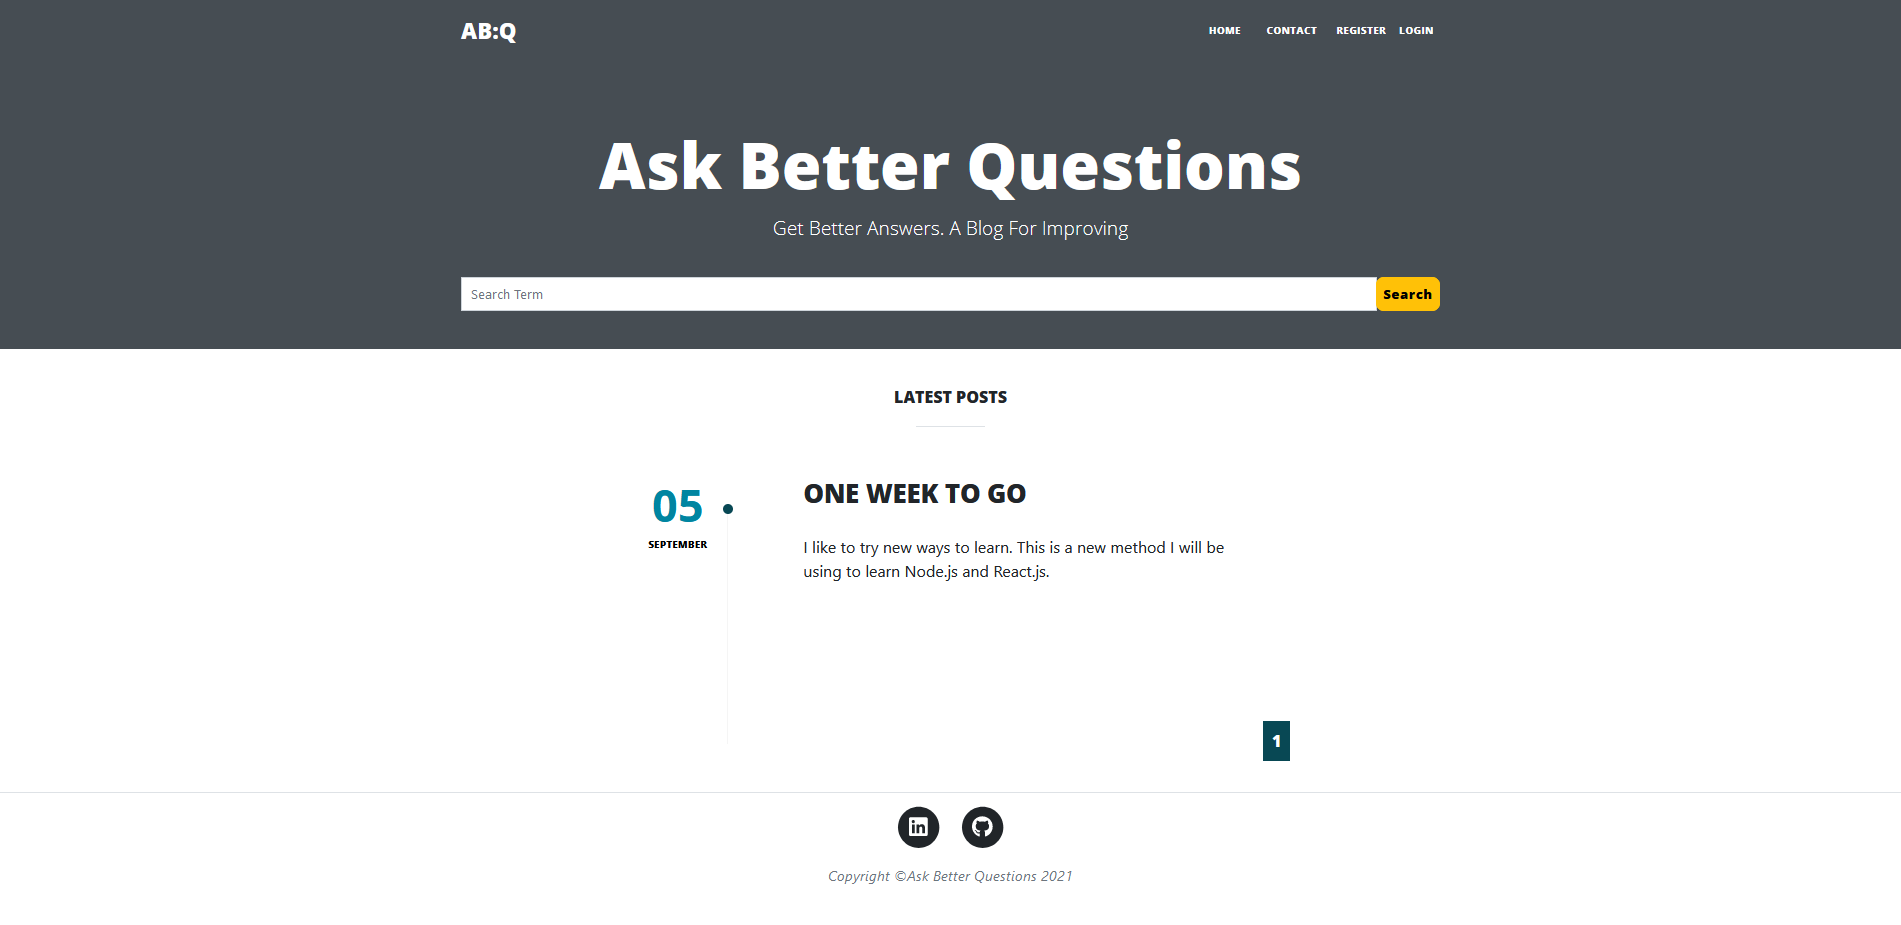 AB:Q
HOME CONTACT REGISTER LOGIN
Ask Better Questions
Get Better Answers. A Blog For Improving
Search Term
Search
LATEST POSTS
05
SEPTEMBER
ONE WEEK TO GO
I like to try new ways to learn. This is a new method I will be
using to learn Node.js and React.js.
1
Copyright ©Ask Better Questions 2021